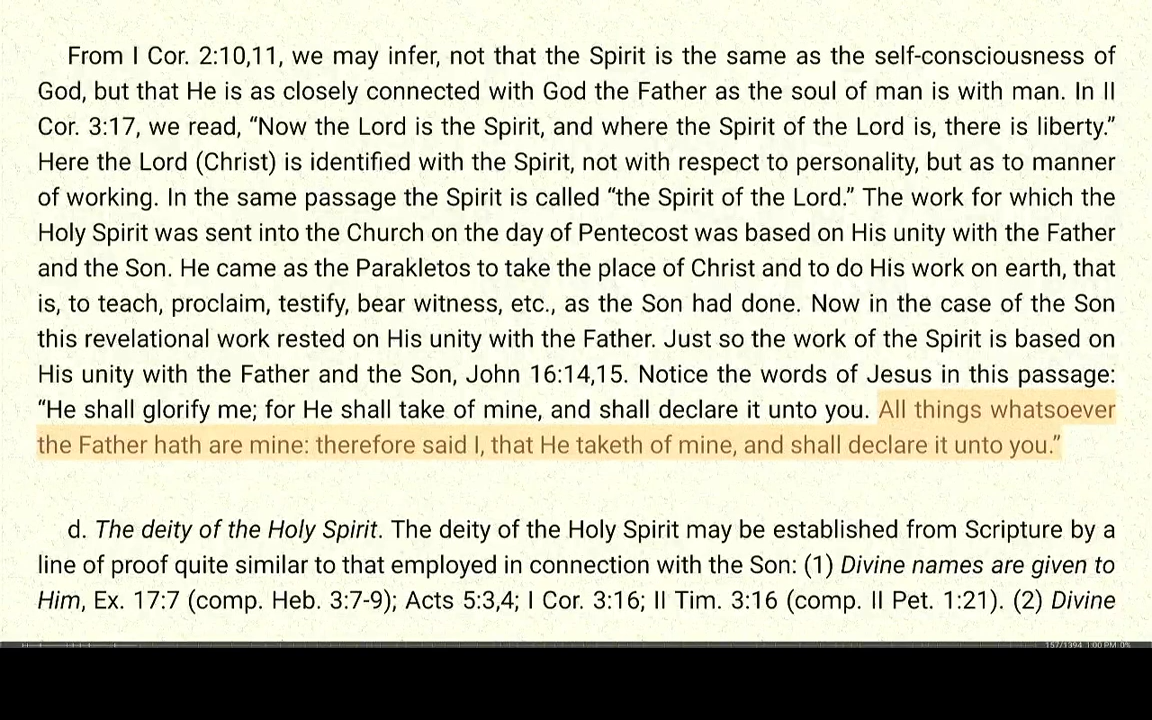 From I Cor. 2:10,11, we may infer, not that the Spirit is the same as the self-consciousness of
God, but that He is as closely connected with God the Father as the soul of man is with man. In II
Cor. 3:17, we read, “Now the Lord is the Spirit, and where the Spirit of the Lord is, there is liberty.”
Here the Lord (Christ) is identified with the Spirit, not with respect to personality, but as to manner
of working. In the same passage the Spirit is called “the Spirit of the Lord.” The work for which the
Holy Spirit was sent into the Church on the day of Pentecost was based on His unity with the Father
and the Son. He came as the Parakletos to take the place of Christ and to do His work on earth, that
is, to teach, proclaim, testify, bear witness, etc., as the Son had done. Now in the case of the Son
this revelational work rested on His unity with the Father. Just so the work of the Spirit is based on
His unity with the Father and the Son, John 16:14,15. Notice the words of Jesus in this passage:
“He shall glorify me; for He shall take of mine, and shall declare it unto you. All things whatsoever
the Father hath are mine: therefore said I, that He taketh of mine, and shall declare it unto you.”
d. The deity of the Holy Spirit. The deity of the Holy Spirit may be established from Scripture by a
line of proof quite similar to that employed in connection with the Son: (1) Divine names are given to
Him, Ex. 17:7 (comp. Heb. 3:7-9); Acts 5:3,4; I Cor. 3:16; II Tim. 3:16 (comp. II Pet. 1:21). (2) Divine
157/1394 1:00 PM 0%